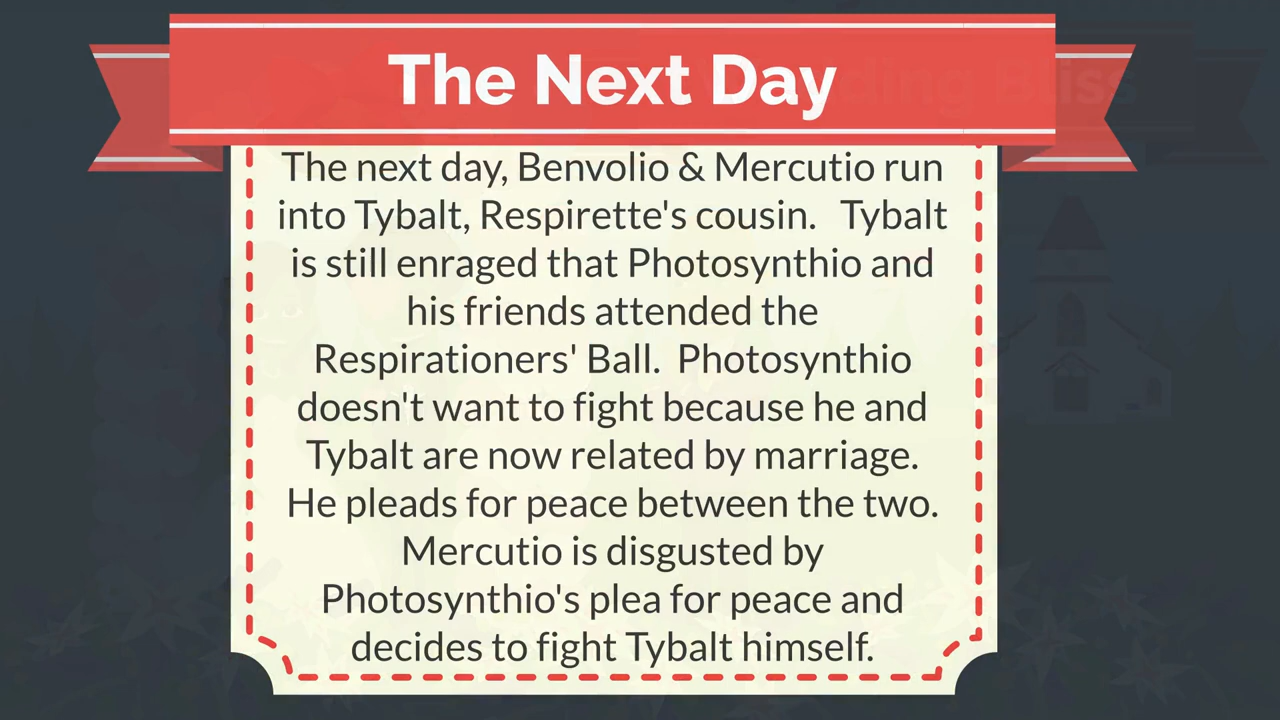 The Next Day
ding Bliss
The next day, Benvolio & Mercutio run
into Tybalt, Respirette's cousin.   Tybalt
is still enraged that Photosynthio and
his friends attended the
Respirationers' Ball.  Photosynthio
doesn't want to fight because he and
Tybalt are now related by marriage.
He pleads for peace between the two.
Mercutio is disgusted by
Photosynthio's plea for peace and
decides to fight Tybalt himself.